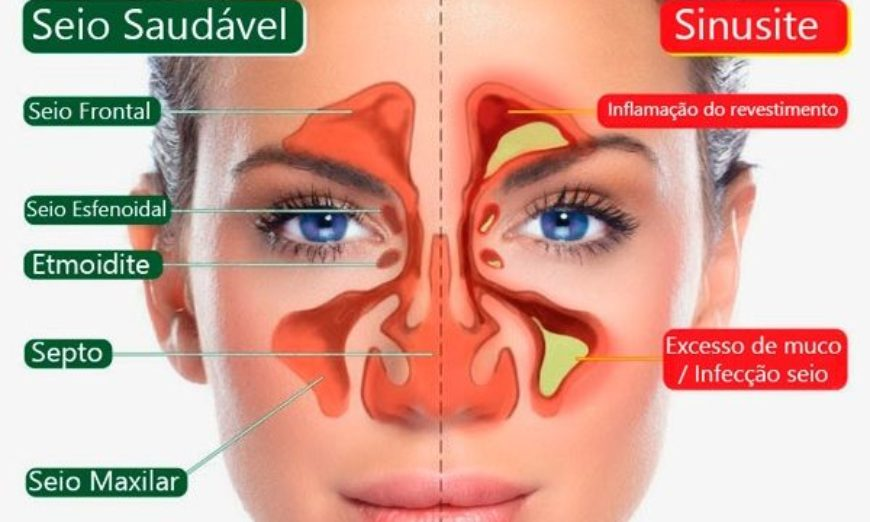 Seio Saudável
Sinusite
Seio Frontal
Inflamação do revestimento
Seio Esfenoidal
Etmoidite
Septo
Excesso de muco
/ Infecção seio
Seio Maxilar